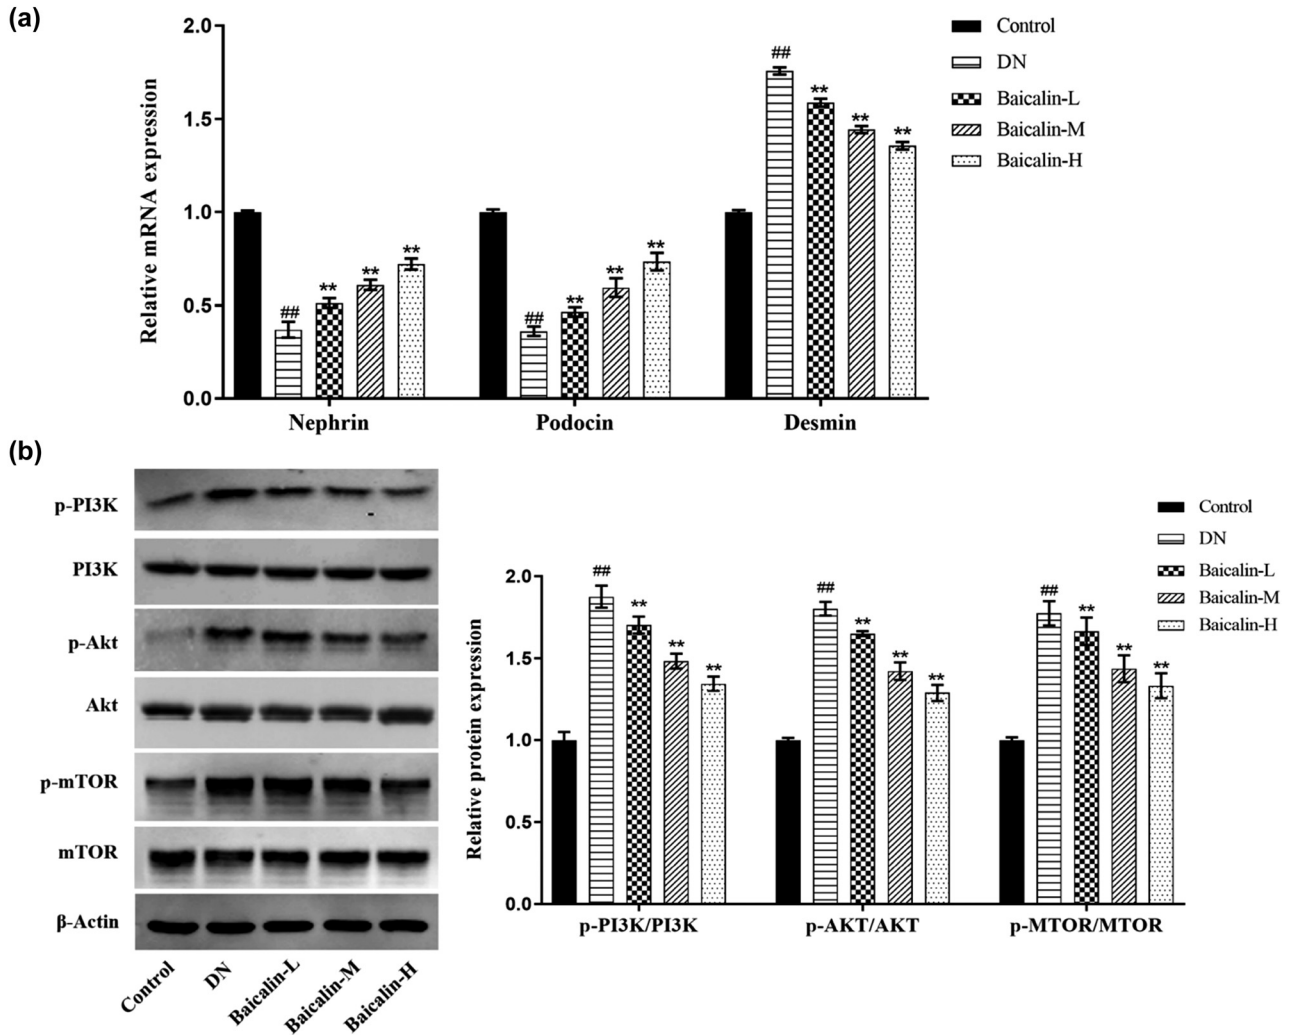 (a)
2.0
1.5
1.0
0.5
0.0
Relative mRNA expression
##
**
**
**
##
**
**
**
##
**
**
**
Nephrin
Podocin
Desmin
Control
DN
Baicalin-L
Baicalin-M
Baicalin-H
(b)
p-PI3K
PI3K
p-Akt
Akt
p-mTOR
mTOR
β-Actin
Control
DN
Baicalin-L
Baicalin-M
Baicalin-H
2.0
1.5
1.0
0.5
0.0
Relative protein expression
##
**
**
**
##
**
**
**
##
**
**
**
p-PI3K/PI3K
p-AKT/AKT
p-MTOR/MTOR
Control
DN
Baicalin-L
Baicalin-M
Baicalin-H